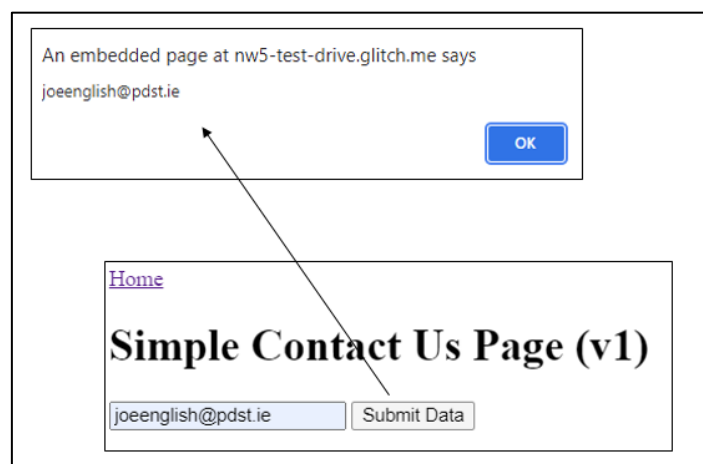 An embedded page at nw5-test-drive.glitch.me says
joeenglish@pdst.ie
OK
Home
Simple Contact Us Page (v1)
joeenglish@pdst.ie Submit Data